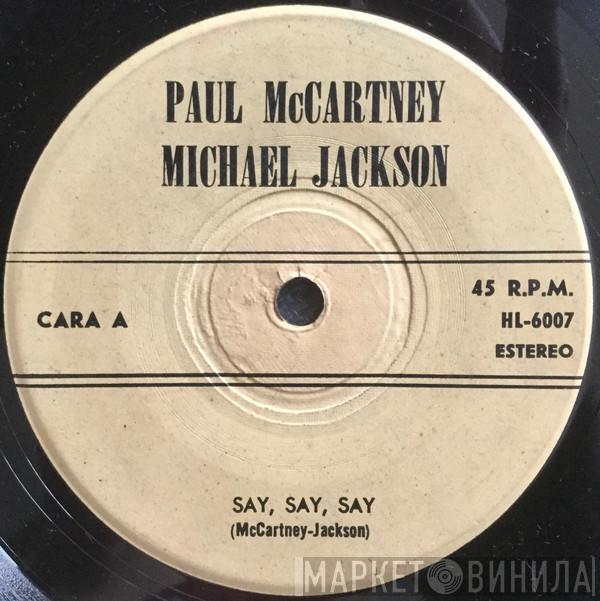 PAUL McCARTNEY
MICHAEL JACKSON
CARA A
45 R.P.M.
HL-6007
ESTEREO
SAY, SAY, SAY
(McCartney-Jackson)
МАРКЕТ ВИНИЛА